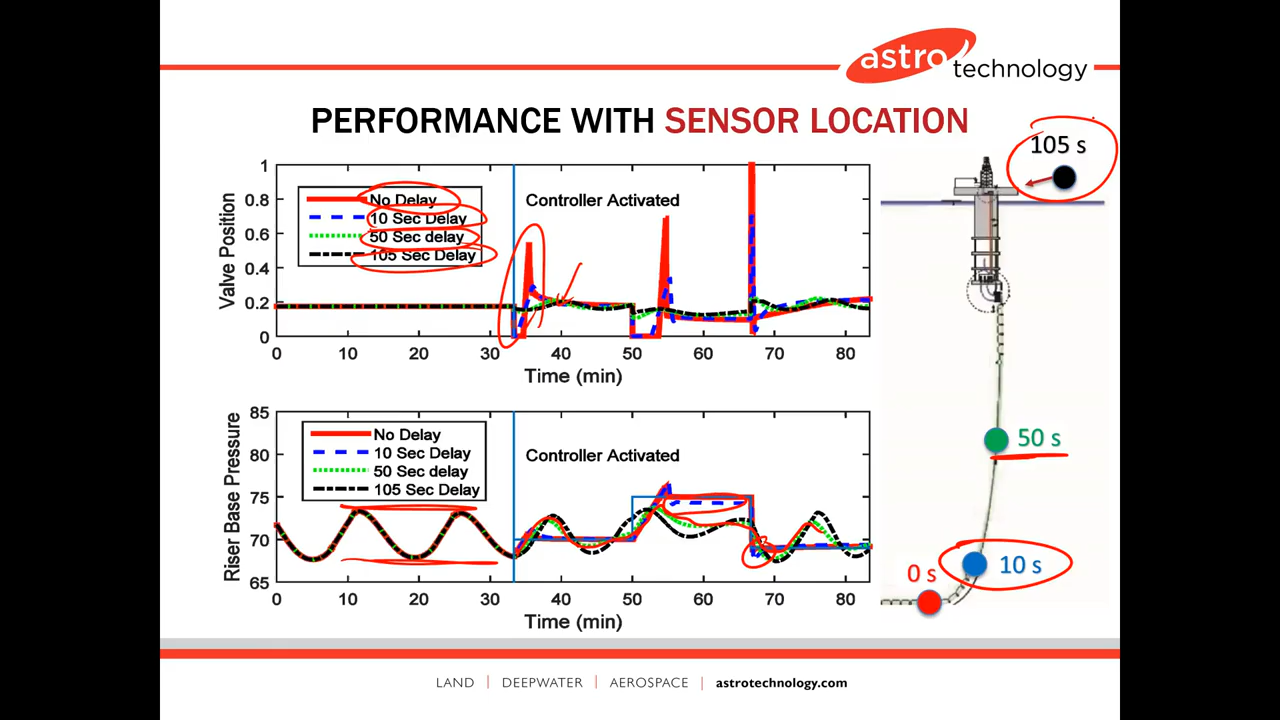 astro technology
PERFORMANCE WITH SENSOR LOCATION
105 s
1
0.8
0.6
0.4
0.2
0
Valve Position
No Delay
10 Sec Delay
50 Sec delay
105 Sec Delay
Controller Activated
0 10 20 30 40 50 60 70 80
Time (min)
85
80
75
70
65
Riser Base Pressure
No Delay
10 Sec Delay
50 Sec delay
105 Sec Delay
Controller Activated
0 10 20 30 40 50 60 70 80
Time (min)
50 s
10 s
0 s
LAND | DEEPWATER | AEROSPACE | astrotechnology.com